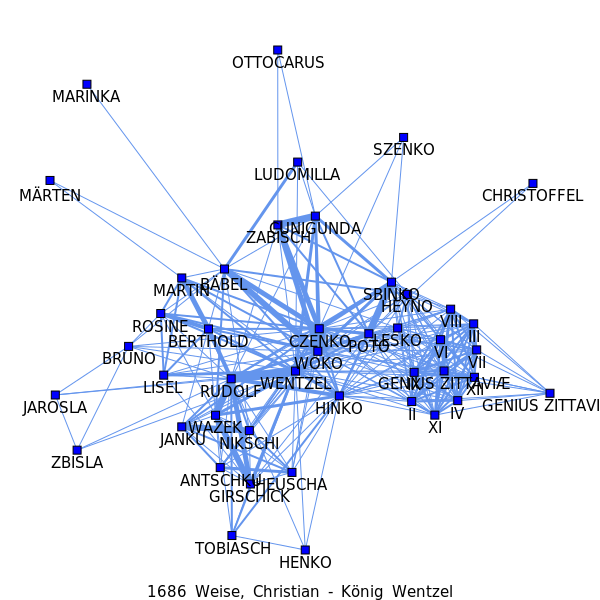 OTTOCARUS
MARINKA
SZENKO
LUDOMILLA
MÄRTEN
CHRISTOFFEL
CUNIGUNDA
ZABISCH
BÄBEL
MARTIN
SBINKO
HEYNO
VIII
ROSINE
BERTHOLD
CZENKO
POTO
LESKO
III
VI
BRUNO
WOKO
VII
LISEL
RUDOLF
WENTZEL
GENIUS ZITTAVIÆ
IX
XII
JAROSLA
HINKO
II
IV
GENIUS ZITTAVI
WAZEK
XI
JANKU
NIKSCHI
ZBISLA
ANTSCHKU
HEUSCHA
GIRSCHICK
TOBIASCH
HENKO
1686 Weise, Christian - König Wentzel